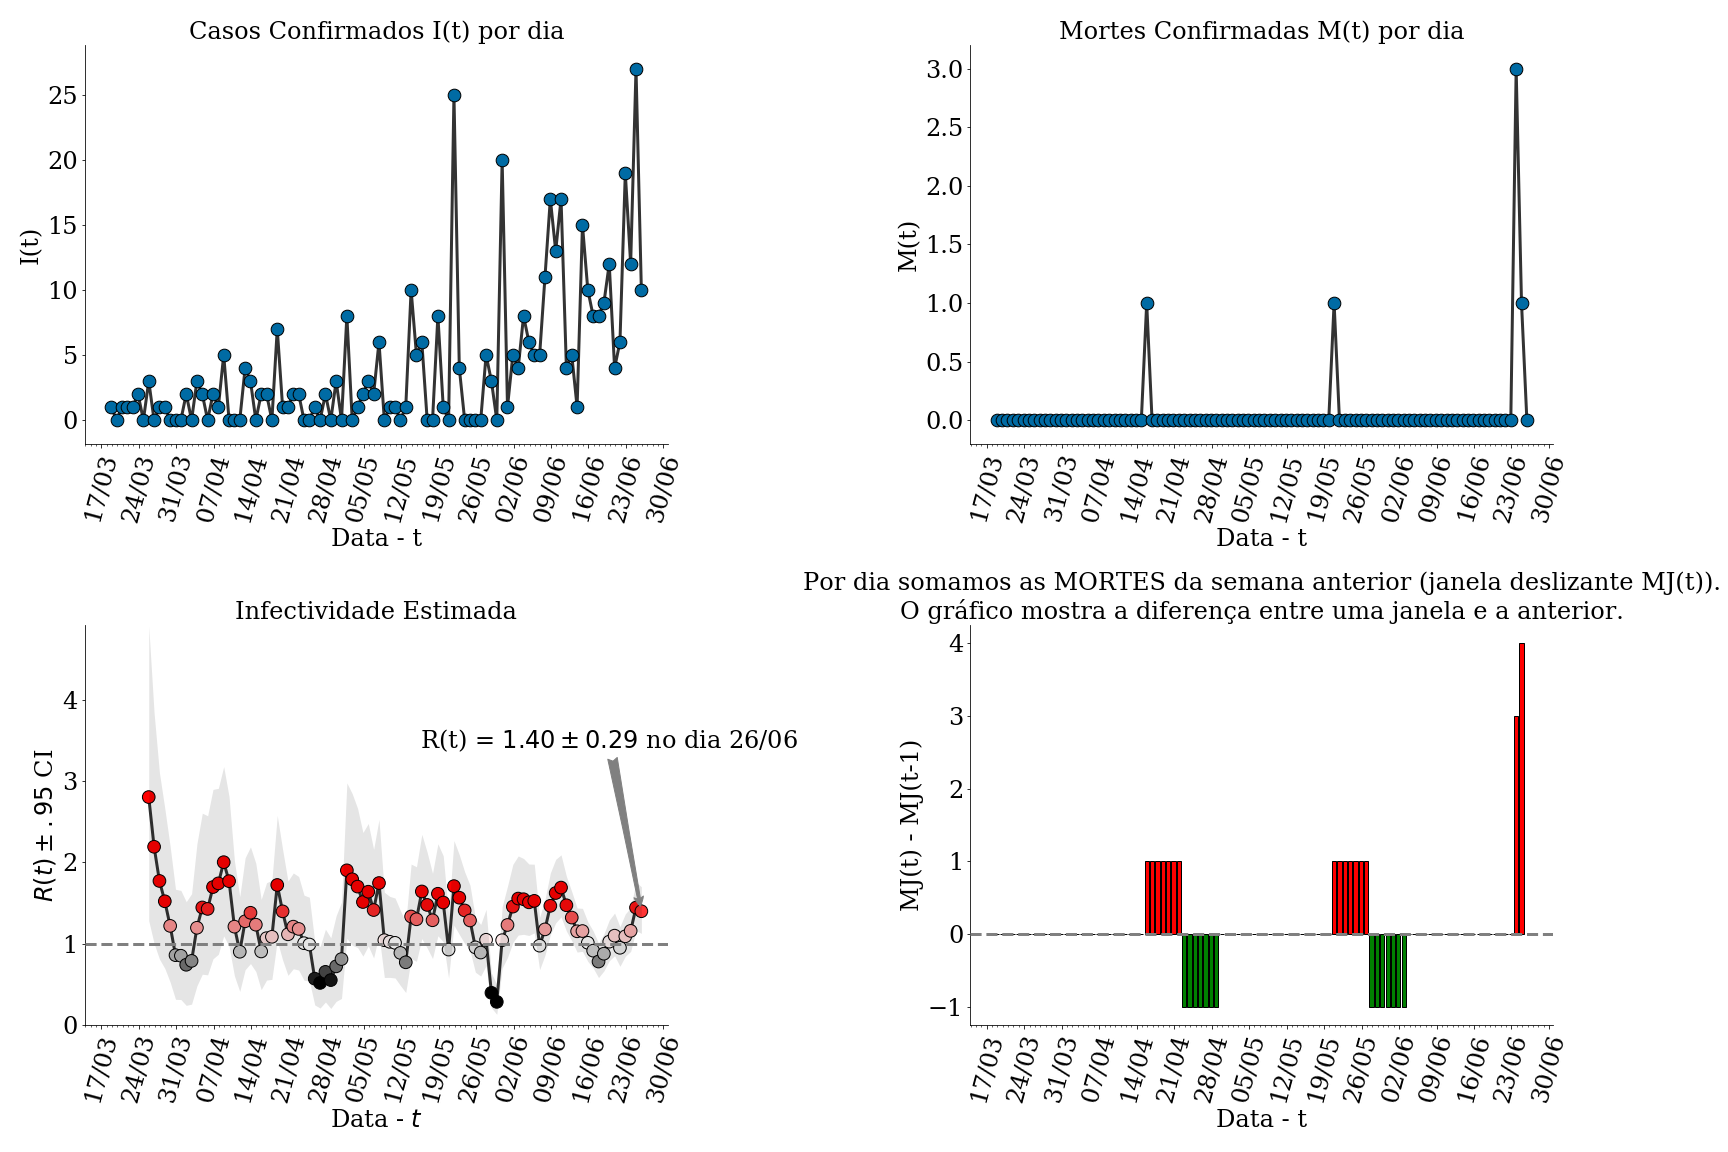 Casos Confirmados I(t) por dia
I(t)
25
20
15
10
5
0
17/03 24/03 31/03 07/04 14/04 21/04 28/04 05/05 12/05 19/05 26/05 02/06 09/06 16/06 23/06 30/06
Data - t
Mortes Confirmadas M(t) por dia
M(t)
3.0
2.5
2.0
1.5
1.0
0.5
0.0
17/03 24/03 31/03 07/04 14/04 21/04 28/04 05/05 12/05 19/05 26/05 02/06 09/06 16/06 23/06 30/06
Data - t
Infectividade Estimada
R(t) ± .95 CI
4
3
2
1
0
R(t) = 1.40 ± 0.29 no dia 26/06
17/03 24/03 31/03 07/04 14/04 21/04 28/04 05/05 12/05 19/05 26/05 02/06 09/06 16/06 23/06 30/06
Data - t
Por dia somamos as MORTES da semana anterior (janela deslizante MJ(t)).
O gráfico mostra a diferença entre uma janela e a anterior.
MJ(t) - MJ(t-1)
4
3
2
1
0
−1
17/03 24/03 31/03 07/04 14/04 21/04 28/04 05/05 12/05 19/05 26/05 02/06 09/06 16/06 23/06 30/06
Data - t